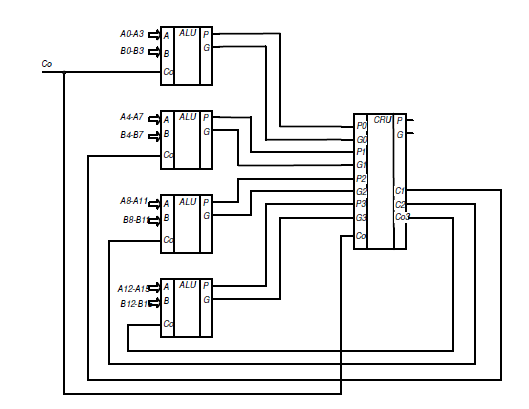 A0-A3 A ALU P
B0-B3 B G
Co Co
A4-A7 A ALU P
B4-B7 B G
Co
A8-A11 A ALU P
B8-B11 B G
Co
A12-A15 A ALU P
B12-B15 B G
Co
CRU P
P0 G
G0
P1
G1
P2
G2 C1
P3 C2
G3 Co3
Co